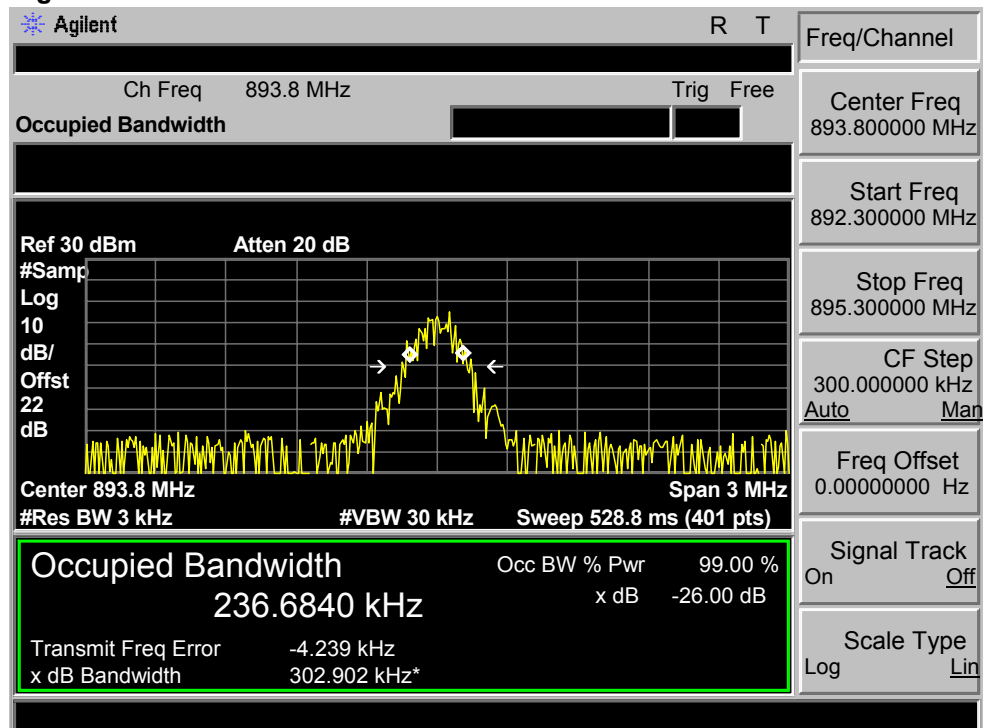 Agilent R T
Ch Freq 893.8 MHz Trig Free
Occupied Bandwidth
Ref 30 dBm Atten 20 dB
#Samp
Log
10
dB/
Offst
22
dB
Center 893.8 MHz Span 3 MHz
#Res BW 3 kHz #VBW 30 kHz Sweep 528.8 ms (401 pts)
Occupied Bandwidth Occ BW % Pwr 99.00 %
236.6840 kHz x dB -26.00 dB
Transmit Freq Error -4.239 kHz
x dB Bandwidth 302.902 kHz*
Freq/Channel
Center Freq
893.800000 MHz
Start Freq
892.300000 MHz
Stop Freq
895.300000 MHz
CF Step
300.000000 kHz
Auto Man
Freq Offset
0.00000000 Hz
Signal Track
On Off
Scale Type
Log Lin